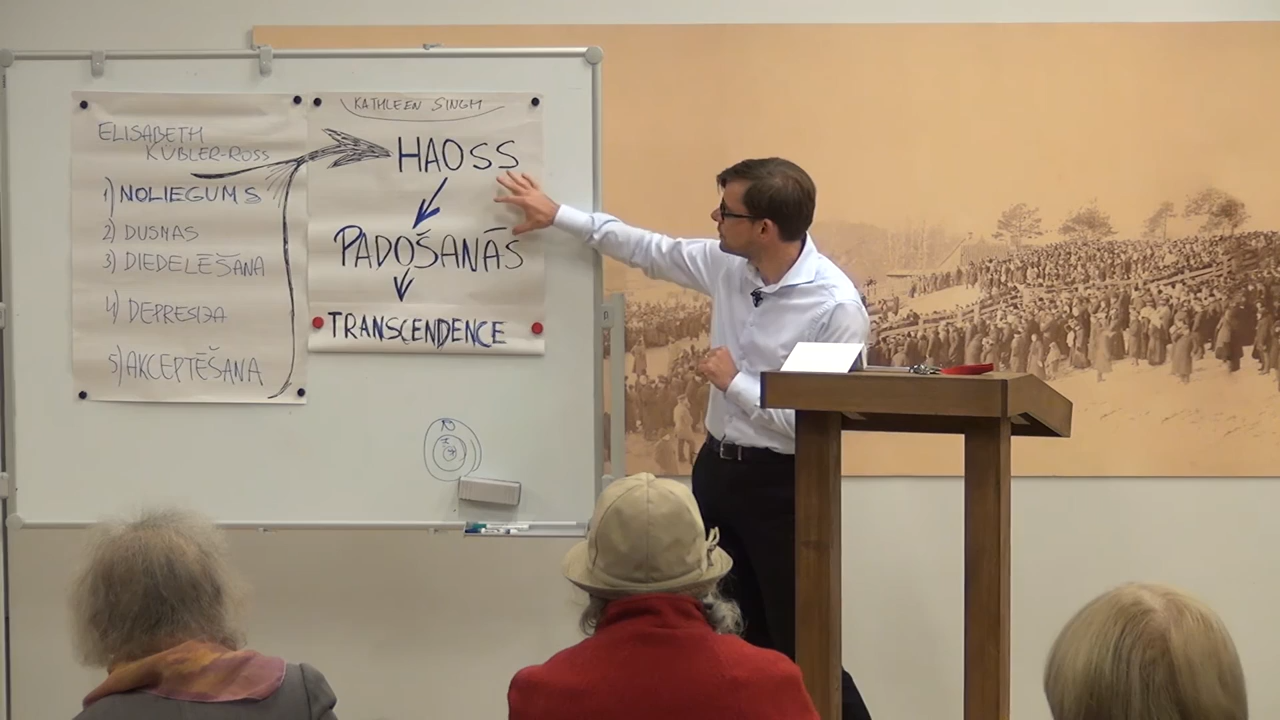 ELISABETH
KÜBLER-ROSS
1) NOLIEGUMS
2) DUSMAS
3) DIEDELĒŠANA
4) DEPRESIJA
5) AKCEPTĒŠANA
KATHLEEN SINGH
HAOSS
PADOŠANĀS
TRANSCENDENCE